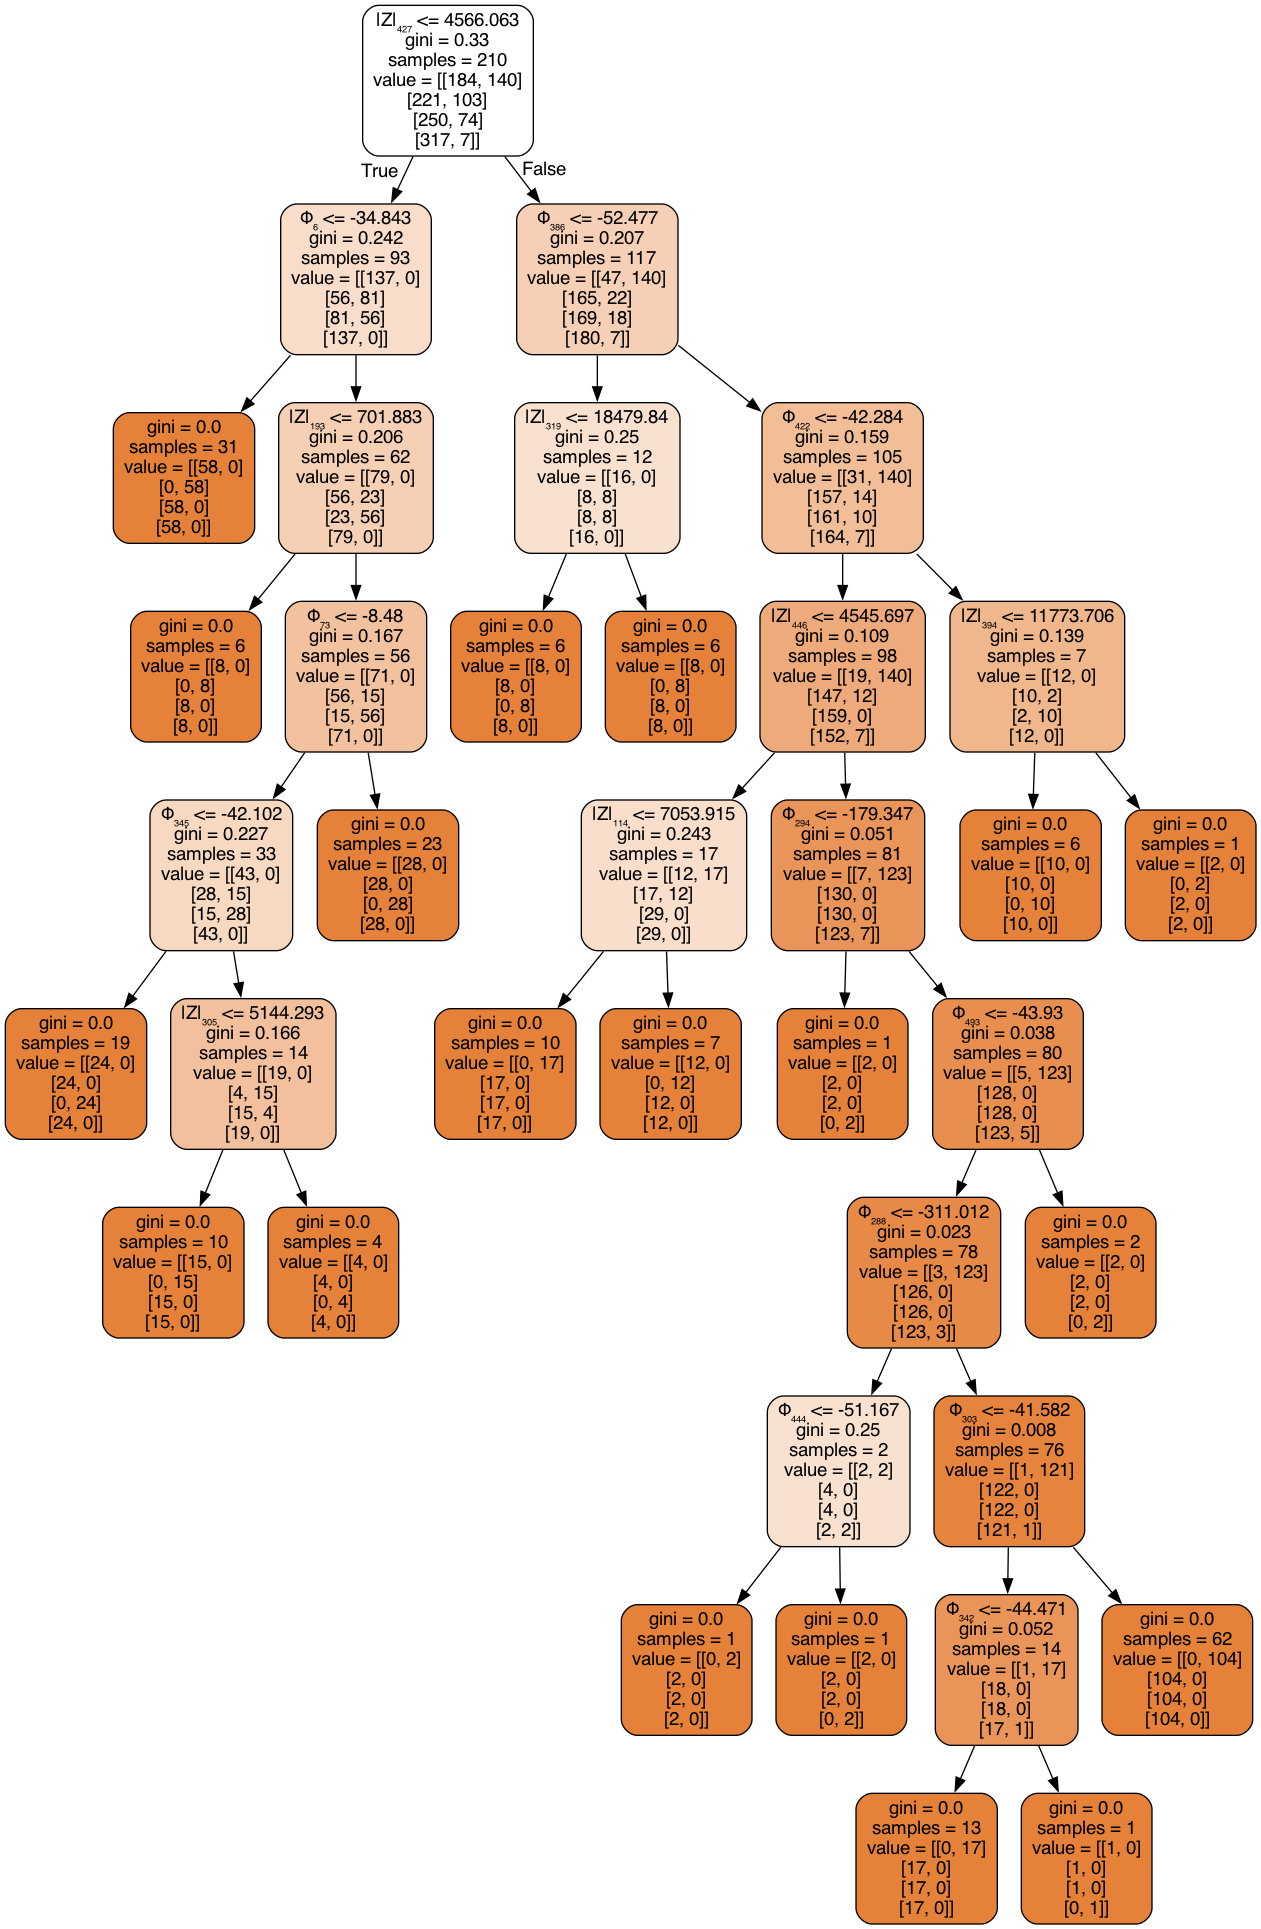 |Z|₄₂₇ <= 4566.063
gini = 0.33
samples = 210
value = [[184, 140]
[221, 103]
[250, 74]
[317, 7]]
True
False
Φ₆ <= -34.843
gini = 0.242
samples = 93
value = [[137, 0]
[56, 81]
[81, 56]
[137, 0]]
Φ₃₈₆ <= -52.477
gini = 0.207
samples = 117
value = [[47, 140]
[165, 22]
[169, 18]
[180, 7]]
gini = 0.0
samples = 31
value = [[58, 0]
[0, 58]
[58, 0]
[58, 0]]
|Z|₁₉₃ <= 701.883
gini = 0.206
samples = 62
value = [[79, 0]
[56, 23]
[23, 56]
[79, 0]]
|Z|₃₁₉ <= 18479.84
gini = 0.25
samples = 12
value = [[16, 0]
[8, 8]
[8, 8]
[16, 0]]
Φ₄₂₂ <= -42.284
gini = 0.159
samples = 105
value = [[31, 140]
[157, 14]
[161, 10]
[164, 7]]
gini = 0.0
samples = 6
value = [[8, 0]
[0, 8]
[8, 0]
[8, 0]]
Φ₇₃ <= -8.48
gini = 0.167
samples = 56
value = [[71, 0]
[56, 15]
[15, 56]
[71, 0]]
gini = 0.0
samples = 6
value = [[8, 0]
[8, 0]
[0, 8]
[8, 0]]
gini = 0.0
samples = 6
value = [[8, 0]
[0, 8]
[8, 0]
[8, 0]]
|Z|₄₄₆ <= 4545.697
gini = 0.109
samples = 98
value = [[19, 140]
[147, 12]
[159, 0]
[152, 7]]
|Z|₃₉₄ <= 11773.706
gini = 0.139
samples = 7
value = [[12, 0]
[10, 2]
[2, 10]
[12, 0]]
Φ₃₄₅ <= -42.102
gini = 0.227
samples = 33
value = [[43, 0]
[28, 15]
[15, 28]
[43, 0]]
gini = 0.0
samples = 23
value = [[28, 0]
[28, 0]
[0, 28]
[28, 0]]
|Z|₁₁₄ <= 7053.915
gini = 0.243
samples = 17
value = [[12, 17]
[17, 12]
[29, 0]
[29, 0]]
Φ₂₉₄ <= -179.347
gini = 0.051
samples = 81
value = [[7, 123]
[130, 0]
[130, 0]
[123, 7]]
gini = 0.0
samples = 6
value = [[10, 0]
[10, 0]
[0, 10]
[10, 0]]
gini = 0.0
samples = 1
value = [[2, 0]
[0, 2]
[2, 0]
[2, 0]]
gini = 0.0
samples = 19
value = [[24, 0]
[24, 0]
[0, 24]
[24, 0]]
|Z|₃₀₅ <= 5144.293
gini = 0.166
samples = 14
value = [[19, 0]
[4, 15]
[15, 4]
[19, 0]]
gini = 0.0
samples = 10
value = [[0, 17]
[17, 0]
[17, 0]
[17, 0]]
gini = 0.0
samples = 7
value = [[12, 0]
[0, 12]
[12, 0]
[12, 0]]
gini = 0.0
samples = 1
value = [[2, 0]
[2, 0]
[2, 0]
[0, 2]]
Φ₄₉₃ <= -43.93
gini = 0.038
samples = 80
value = [[5, 123]
[128, 0]
[128, 0]
[123, 5]]
gini = 0.0
samples = 10
value = [[15, 0]
[0, 15]
[15, 0]
[15, 0]]
gini = 0.0
samples = 4
value = [[4, 0]
[4, 0]
[0, 4]
[4, 0]]
Φ₂₈₈ <= -311.012
gini = 0.023
samples = 78
value = [[3, 123]
[126, 0]
[126, 0]
[123, 3]]
gini = 0.0
samples = 2
value = [[2, 0]
[2, 0]
[2, 0]
[0, 2]]
Φ₄₄₄ <= -51.167
gini = 0.25
samples = 2
value = [[2, 2]
[4, 0]
[4, 0]
[2, 2]]
Φ₃₀₃ <= -41.582
gini = 0.008
samples = 76
value = [[1, 121]
[122, 0]
[122, 0]
[121, 1]]
gini = 0.0
samples = 1
value = [[0, 2]
[2, 0]
[2, 0]
[2, 0]]
gini = 0.0
samples = 1
value = [[2, 0]
[2, 0]
[2, 0]
[0, 2]]
Φ₃₄₂ <= -44.471
gini = 0.052
samples = 14
value = [[1, 17]
[18, 0]
[18, 0]
[17, 1]]
gini = 0.0
samples = 62
value = [[0, 104]
[104, 0]
[104, 0]
[104, 0]]
gini = 0.0
samples = 13
value = [[0, 17]
[17, 0]
[17, 0]
[17, 0]]
gini = 0.0
samples = 1
value = [[1, 0]
[1, 0]
[1, 0]
[0, 1]]